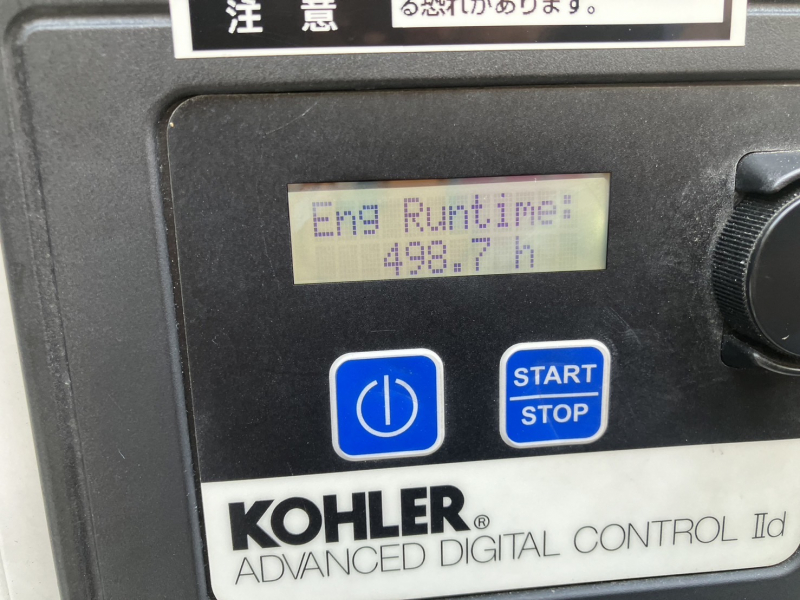 注意
る恐れがあります。
Eng Runtime:
498.7 h
START
STOP
KOHLER®
ADVANCED DIGITAL CONTROL IId